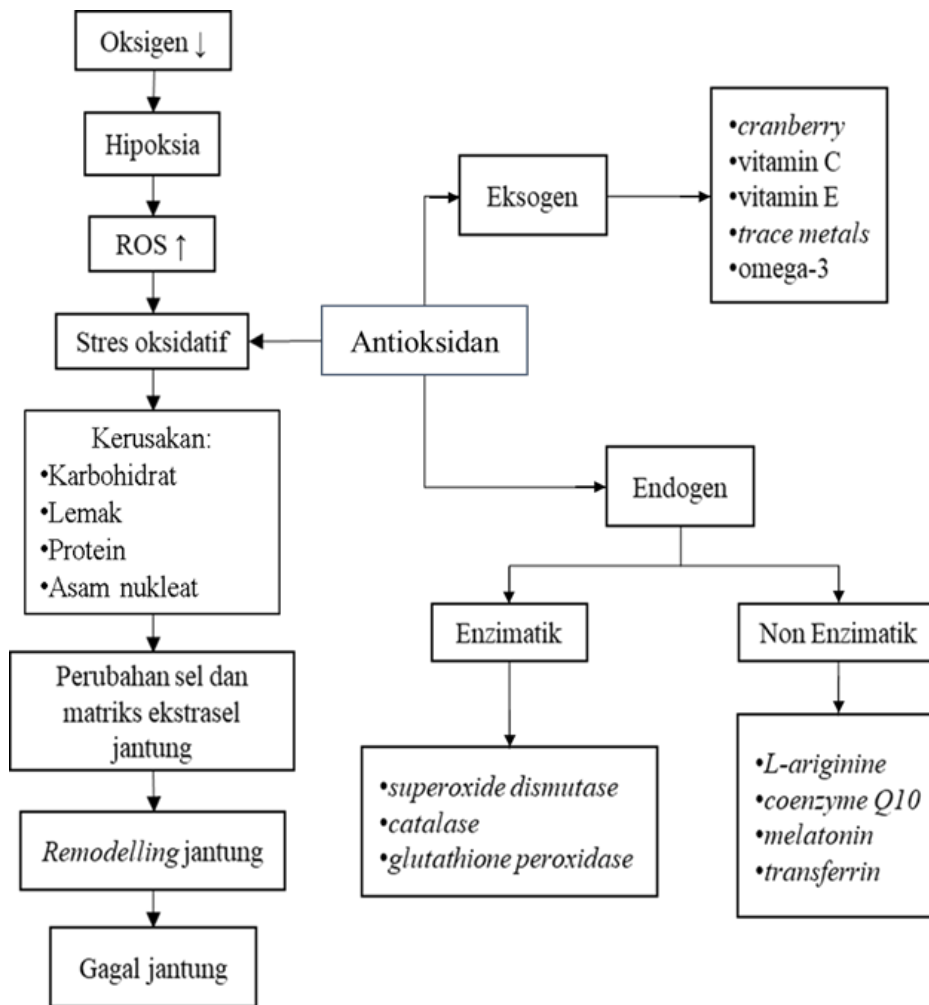 Oksigen ↓
Hipoksia
ROS ↑
Stres oksidatif
Kerusakan:
•Karbohidrat
•Lemak
•Protein
•Asam nukleat
Perubahan sel dan
matriks ekstrasel
jantung
Remodelling jantung
Gagal jantung
Antioksidan
Eksogen
•cranberry
•vitamin C
•vitamin E
•trace metals
•omega-3
Endogen
Enzimatik
•superoxide dismutase
•catalase
•glutathione peroxidase
Non Enzimatik
•L-ariginine
•coenzyme Q10
•melatonin
•transferrin